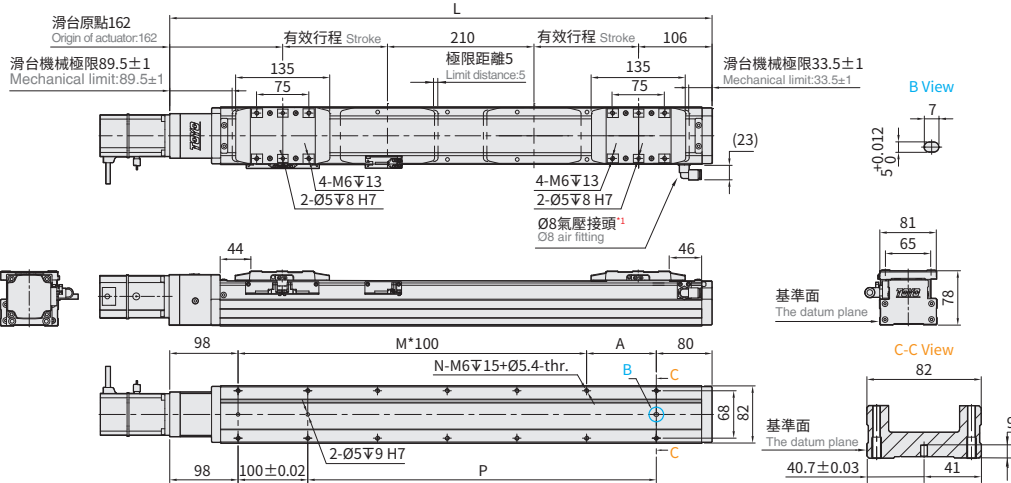 L
滑台原點162
Origin of actuator:162
有效行程 Stroke
210
有效行程 Stroke
106
滑台機械極限89.5±1
Mechanical limit:89.5±1
極限距離5
Limit distance:5
滑台機械極限33.5±1
Mechanical limit:33.5±1
135
75
135
75
B View
7
+0.012
5 0
TOYO
(23)
4-M6↧13
2-Ø5↧8 H7
4-M6↧13
2-Ø5↧8 H7
Ø8氣壓接頭*1
Ø8 air fitting
44
46
81
65
TOYO
78
基準面
The datum plane
98
M*100
A
80
C-C View
N-M6↧15+Ø5.4-thr.
B
C
82
68
82
基準面
The datum plane
2-Ø5↧9 H7
C
98
100±0.02
P
40.7±0.03
41